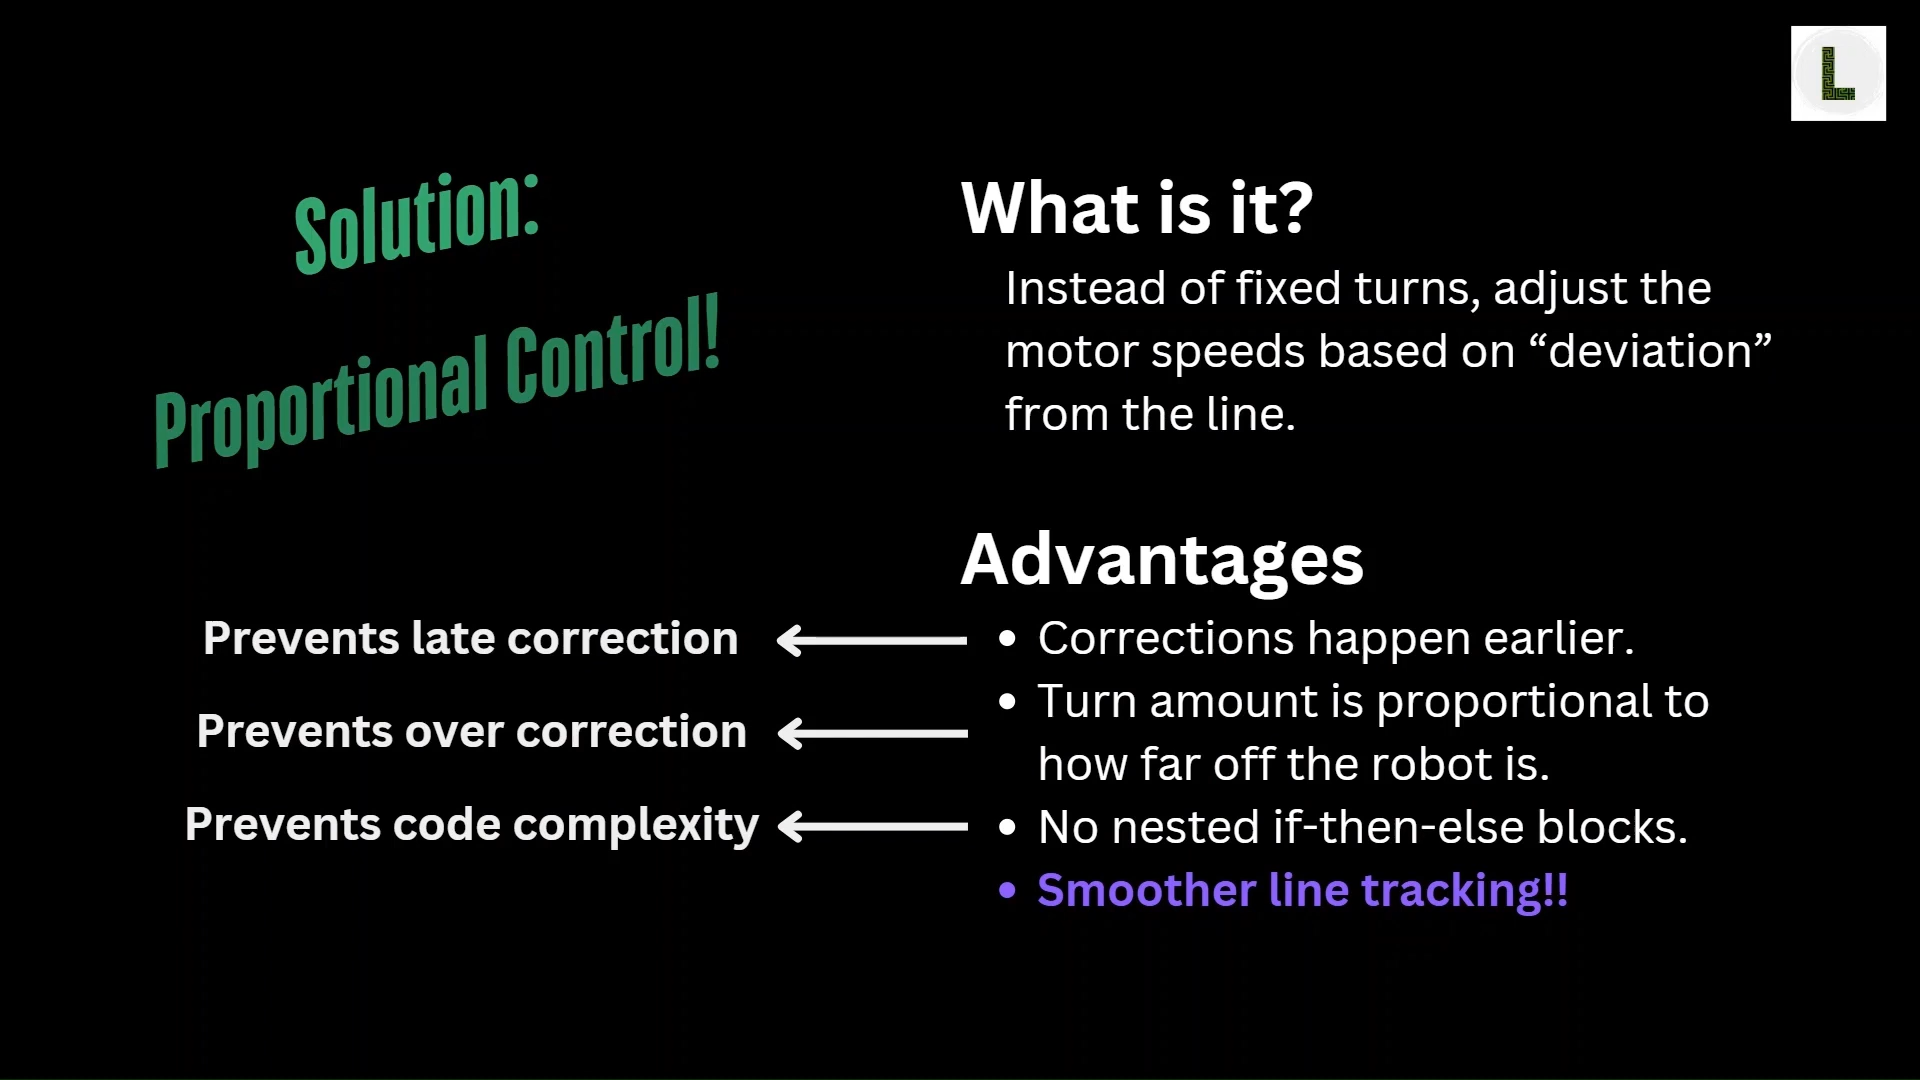 L
Solution:
Proportional Control!
What is it?
Instead of fixed turns, adjust the
motor speeds based on “deviation”
from the line.
Advantages
Prevents late correction
• Corrections happen earlier.
Prevents over correction
• Turn amount is proportional to
how far off the robot is.
Prevents code complexity
• No nested if-then-else blocks.
• Smoother line tracking!!